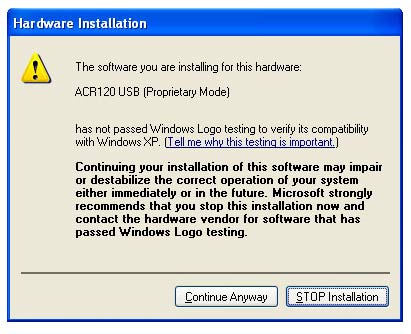 Hardware Installation
The software you are installing for this hardware:
ACR120 USB (Proprietary Mode)
has not passed Windows Logo testing to verify its compatibility
with Windows XP. (Tell me why this testing is important.)
Continuing your installation of this software may impair
or destabilize the correct operation of your system
either immediately or in the future. Microsoft strongly
recommends that you stop this installation now and
contact the hardware vendor for software that has
passed Windows Logo testing.
Continue Anyway
STOP Installation